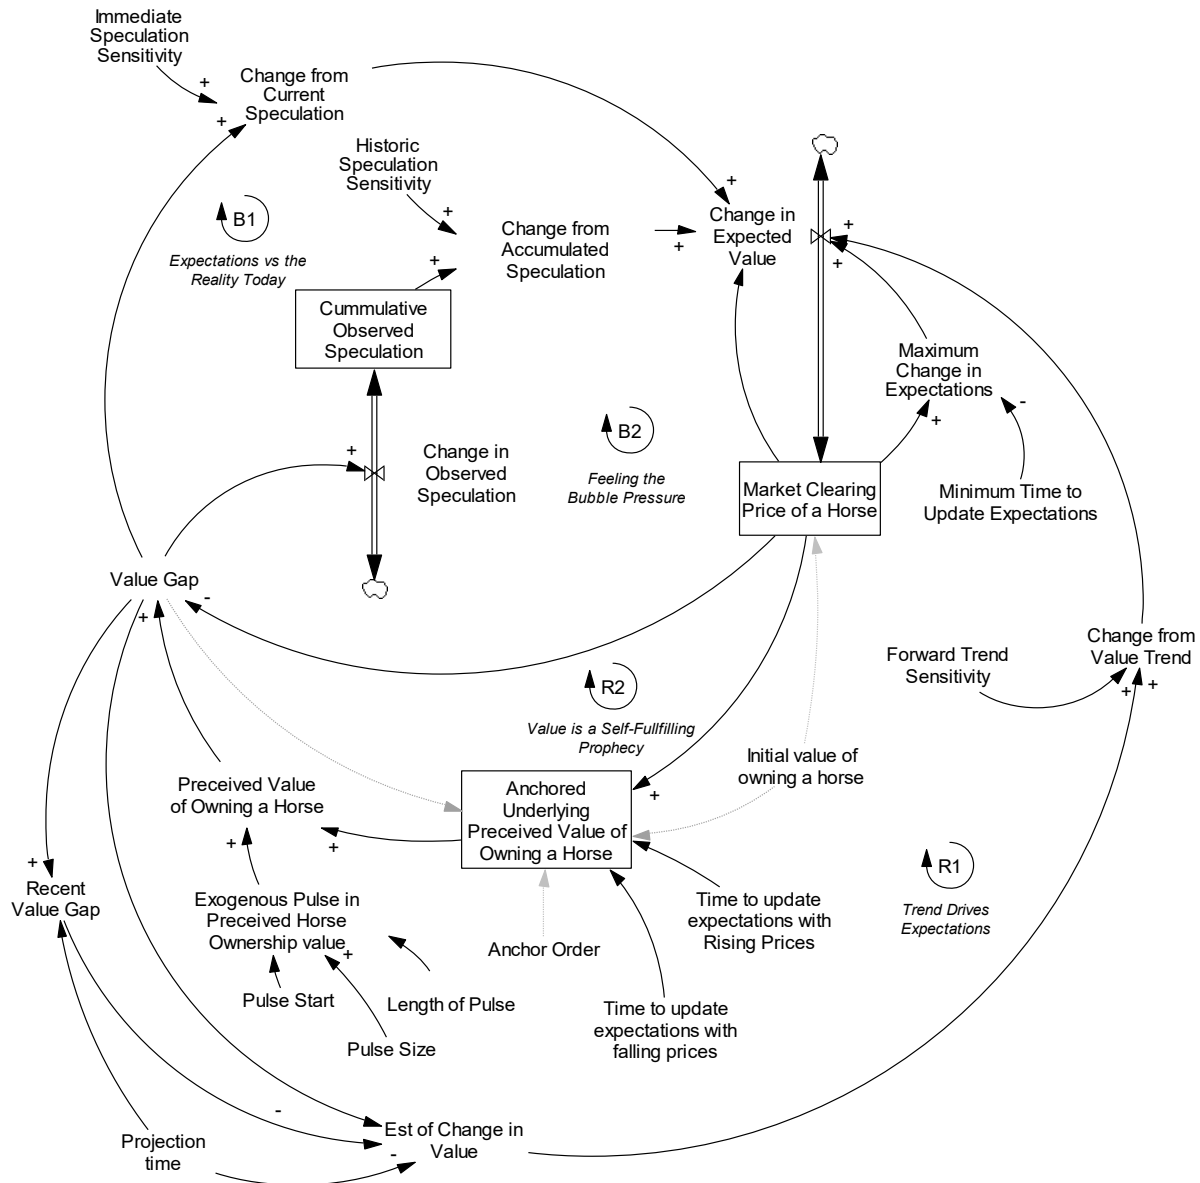 Immediate
Speculation
Sensitivity
+
Change from
Current
Speculation
+
Historic
Speculation
Sensitivity
+
Change from
Accumulated
Speculation
+
+
+
Change in
Expected
Value
+
+
B1
Expectations vs the
Reality Today
Cummulative
Observed
Speculation
Maximum
Change in
Expectations
-
+
B2
Feeling the
Bubble Pressure
+
Change in
Observed
Speculation
Market Clearing
Price of a Horse
Minimum Time to
Update Expectations
Value Gap
-
+
Change from
Value Trend
+
+
Forward Trend
Sensitivity
R2
Value is a Self-Fullfilling
Prophecy
Initial value of
owning a horse
Preceived Value
of Owning a Horse
Anchored
Underlying
Preceived Value of
Owning a Horse
+
+
+
R1
Trend Drives
Expectations
+
Recent
Value Gap
Exogenous Pulse in
Preceived Horse
Ownership value
+
Time to update
expectations with
Rising Prices
Anchor Order
Pulse Start
Length of Pulse
Pulse Size
Time to update
expectations with
falling prices
-
Projection
time
-
Est of Change in
Value